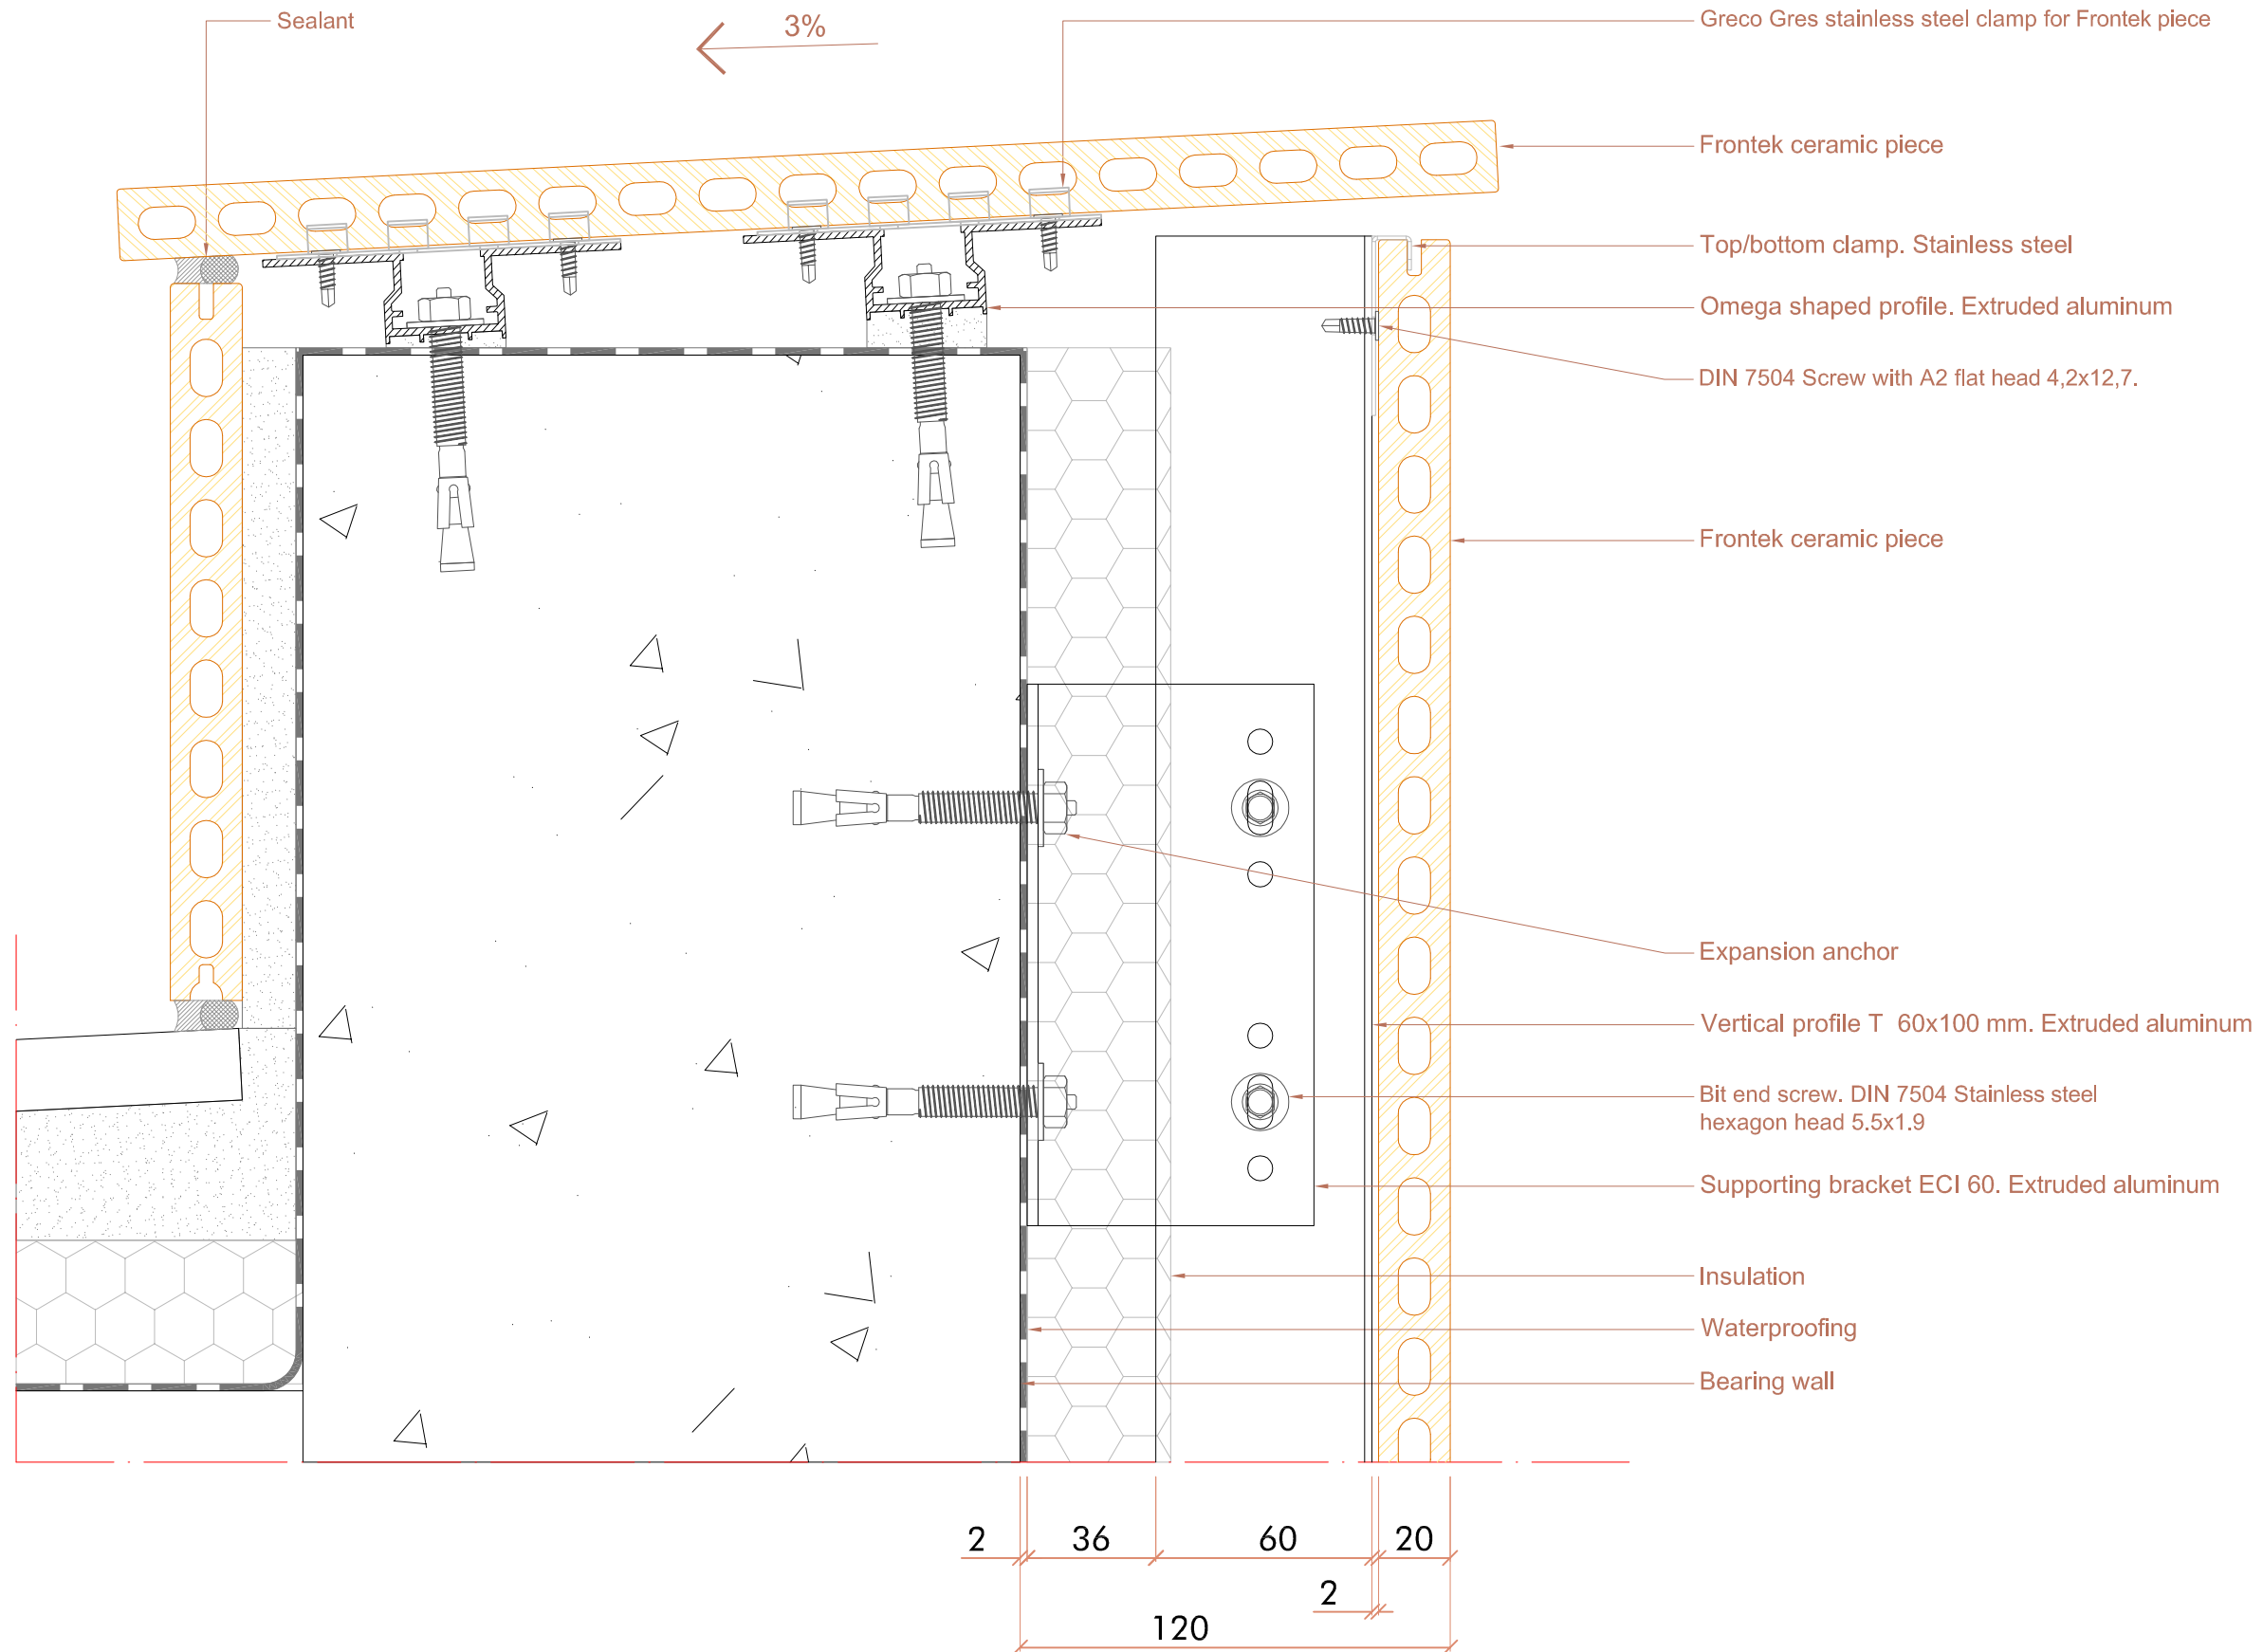 Sealant
3%
Greco Gres stainless steel clamp for Frontek piece
Frontek ceramic piece
Top/bottom clamp. Stainless steel
Omega shaped profile. Extruded aluminum
DIN 7504 Screw with A2 flat head 4,2x12,7.
Frontek ceramic piece
Expansion anchor
Vertical profile T 60x100 mm. Extruded aluminum
Bit end screw. DIN 7504 Stainless steel
hexagon head 5.5x1.9
Supporting bracket ECI 60. Extruded aluminum
Insulation
Waterproofing
Bearing wall
2
36
60
20
2
120